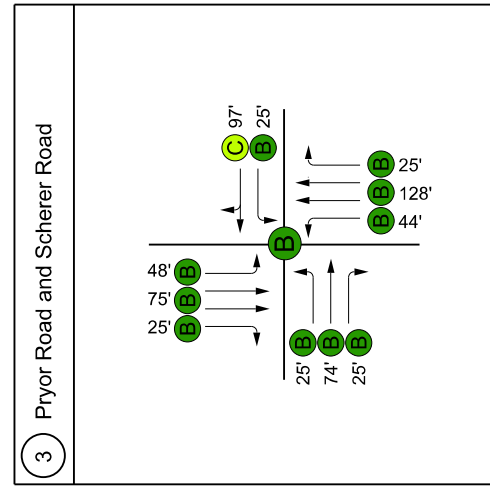 3 Pryor Road and Scherer Road
C 97'
B 25'
48' B
75' B
25' B
B
B 25'
B 128'
B 44'
B 25'
B 74'
B 25'